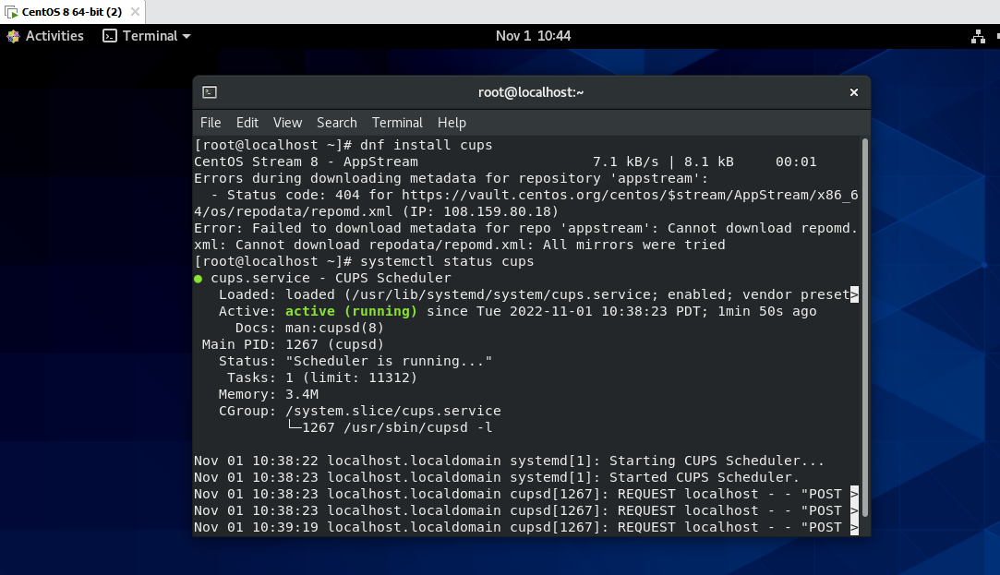 CentOS 8 64-bit (2)
Activities Terminal Nov 1 10:44
root@localhost:~
File Edit View Search Terminal Help
[root@localhost ~]# dnf install cups
CentOS Stream 8 - AppStream 7.1 kB/s | 8.1 kB 00:01
Errors during downloading metadata for repository 'appstream':
  - Status code: 404 for https://vault.centos.org/centos/$stream/AppStream/x86_6
4/os/repodata/repomd.xml (IP: 108.159.80.18)
Error: Failed to download metadata for repo 'appstream': Cannot download repomd.
xml: Cannot download repodata/repomd.xml: All mirrors were tried
[root@localhost ~]# systemctl status cups
● cups.service - CUPS Scheduler
   Loaded: loaded (/usr/lib/systemd/system/cups.service; enabled; vendor preset>
   Active: active (running) since Tue 2022-11-01 10:38:23 PDT; 1min 50s ago
     Docs: man:cupsd(8)
 Main PID: 1267 (cupsd)
   Status: "Scheduler is running..."
    Tasks: 1 (limit: 11312)
   Memory: 3.4M
   CGroup: /system.slice/cups.service
           └─1267 /usr/sbin/cupsd -l
Nov 01 10:38:22 localhost.localdomain systemd[1]: Starting CUPS Scheduler...
Nov 01 10:38:23 localhost.localdomain systemd[1]: Started CUPS Scheduler.
Nov 01 10:38:23 localhost.localdomain cupsd[1267]: REQUEST localhost - - "POST >
Nov 01 10:38:23 localhost.localdomain cupsd[1267]: REQUEST localhost - - "POST >
Nov 01 10:39:19 localhost.localdomain cupsd[1267]: REQUEST localhost - - "POST >